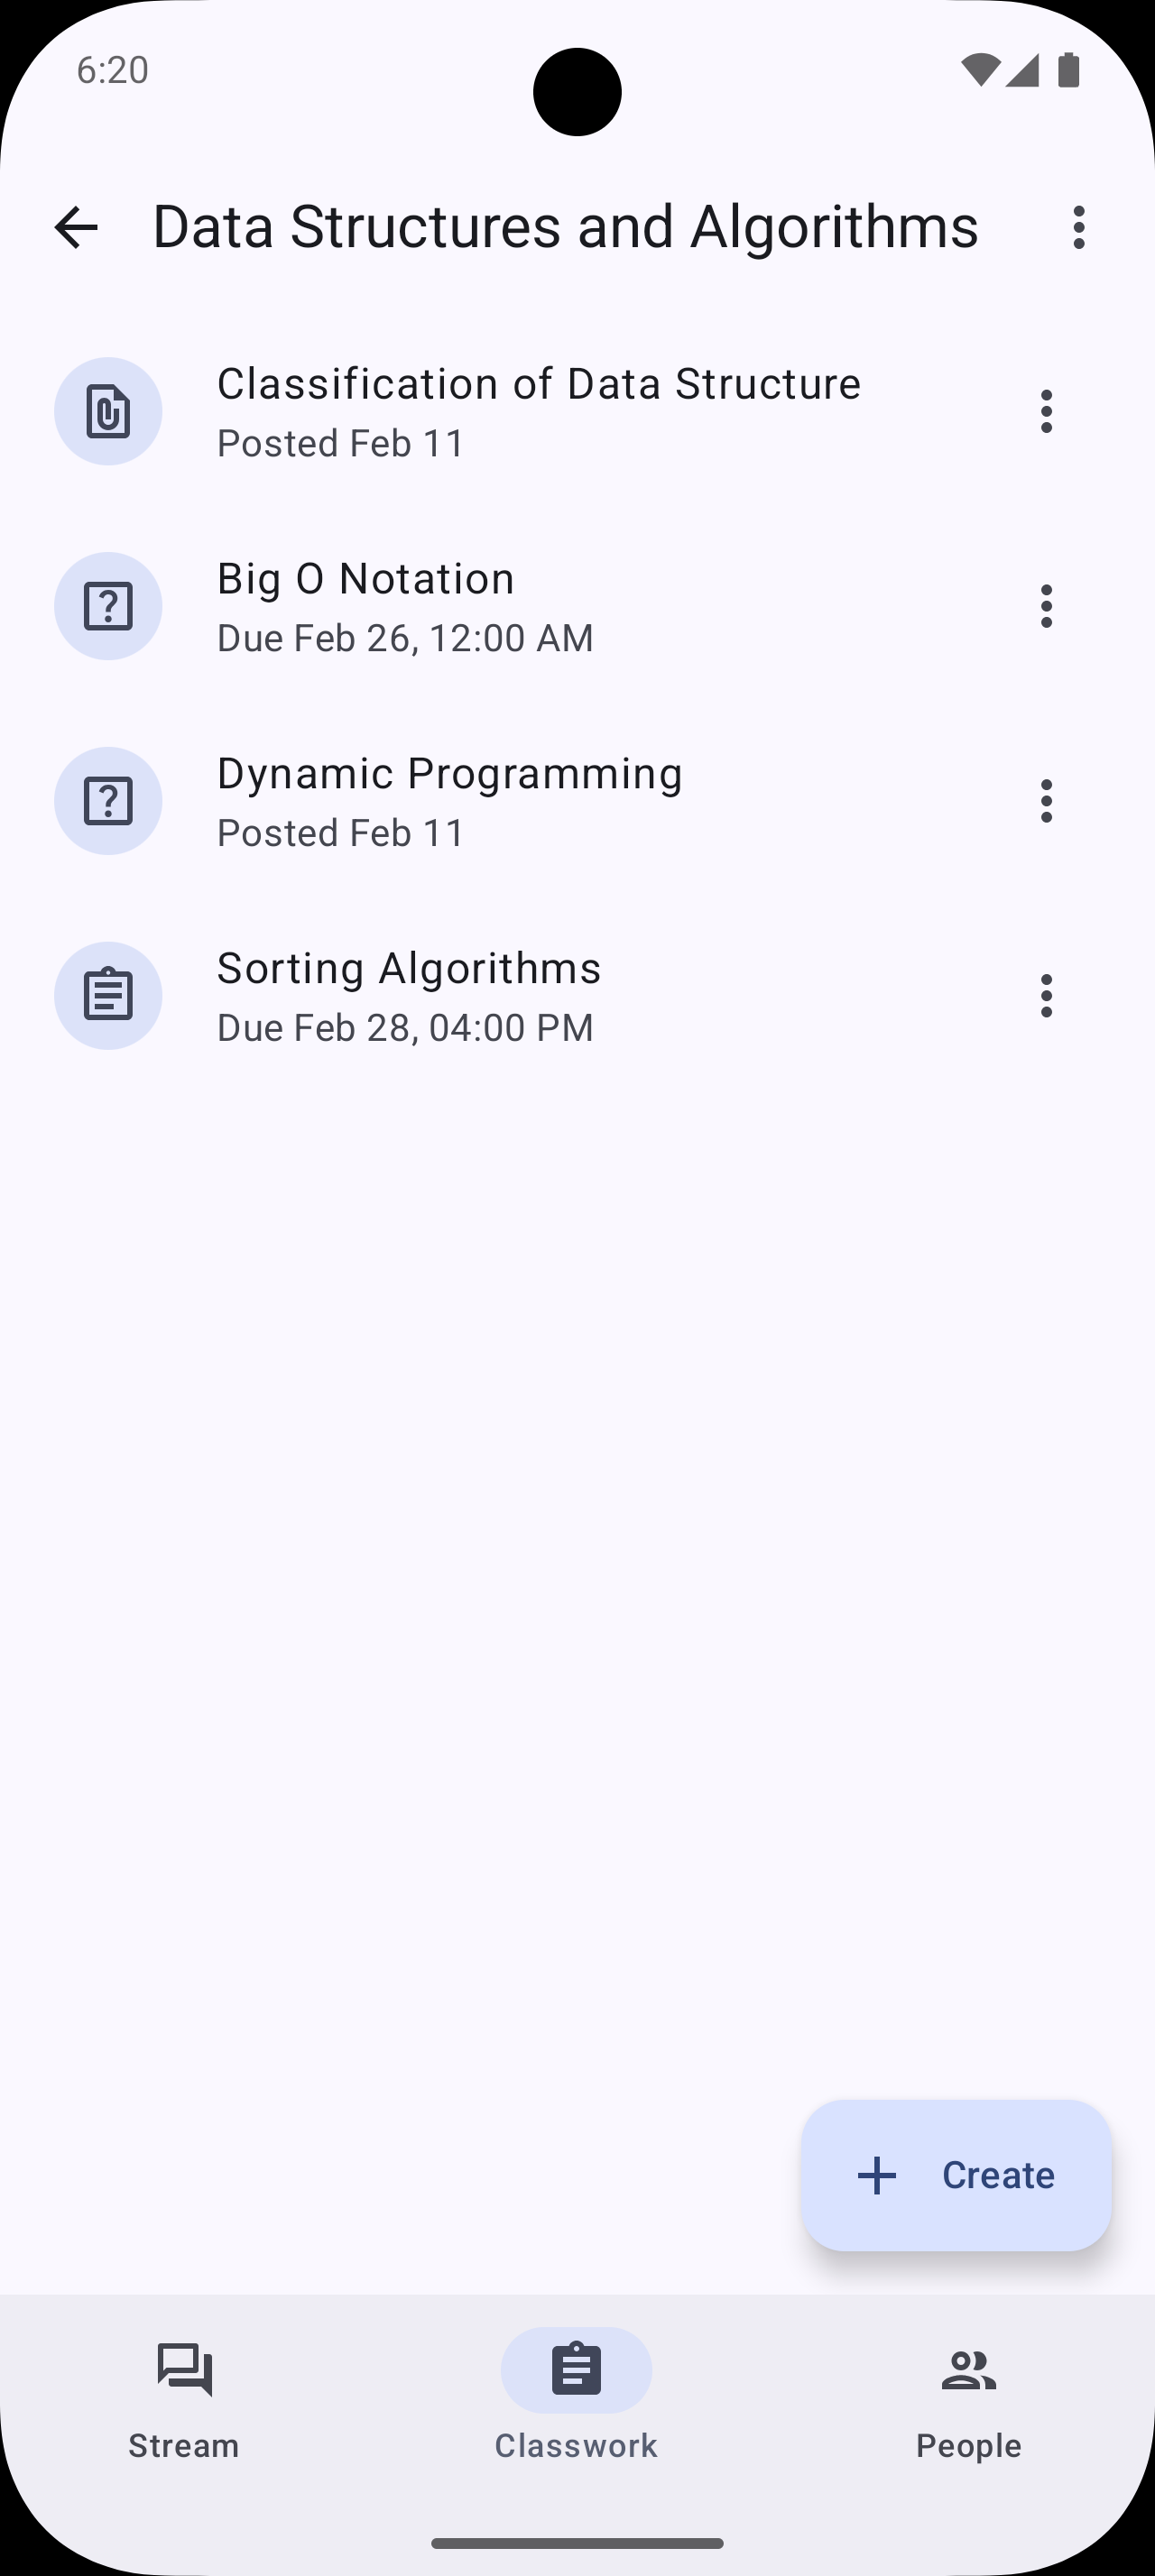 6:20
Data Structures and Algorithms
Classification of Data Structure
Posted Feb 11
Big O Notation
Due Feb 26, 12:00 AM
Dynamic Programming
Posted Feb 11
Sorting Algorithms
Due Feb 28, 04:00 PM
Create
Stream
Classwork
People